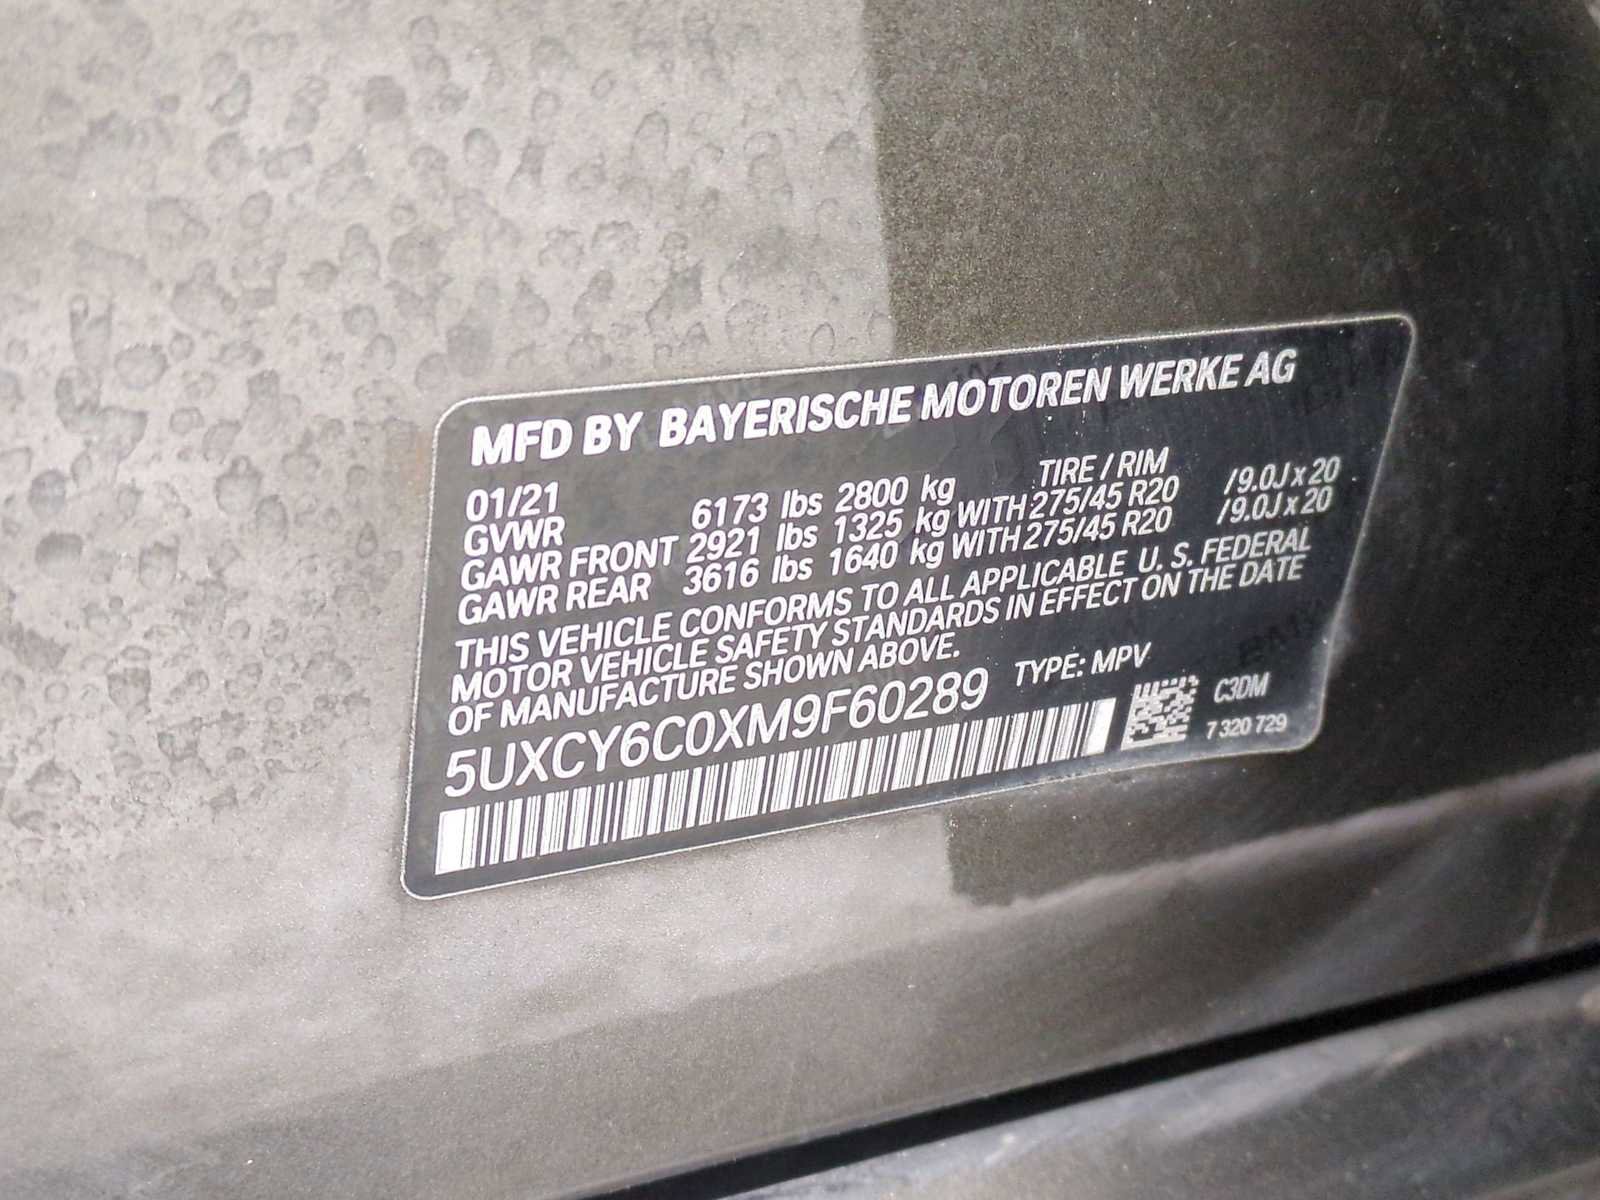 MFD BY BAYERISCHE MOTOREN WERKE AG
01/21 TIRE / RIM
GVWR 6173 lbs 2800 kg
GAWR FRONT 2921 lbs 1325 kg WITH 275/45 R20 /9.0J x 20
GAWR REAR 3616 lbs 1640 kg WITH 275/45 R20 /9.0J x 20
THIS VEHICLE CONFORMS TO ALL APPLICABLE U. S. FEDERAL
MOTOR VEHICLE SAFETY STANDARDS IN EFFECT ON THE DATE
OF MANUFACTURE SHOWN ABOVE.
5UXCY6C0XM9F60289 TYPE: MPV
C3DM
7 320 729